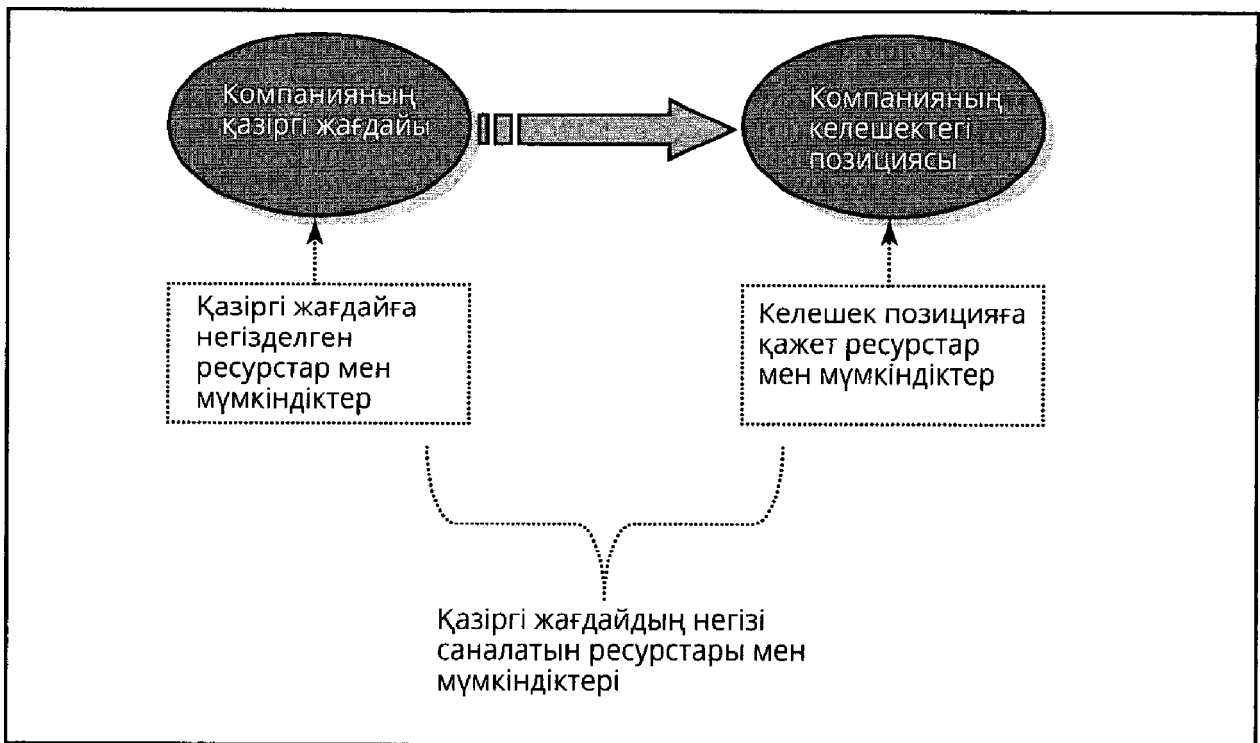 Компанияның
қазіргі жағдайы
Компанияның
келешектегі
позициясы
Қазіргі жағдайға
негізделген
ресурстар мен
мүмкіндіктер
Келешек позицияға
қажет ресурстар
мен мүмкіндіктер
Қазіргі жағдайдың негізі
саналатын ресурстары мен
мүмкіндіктері